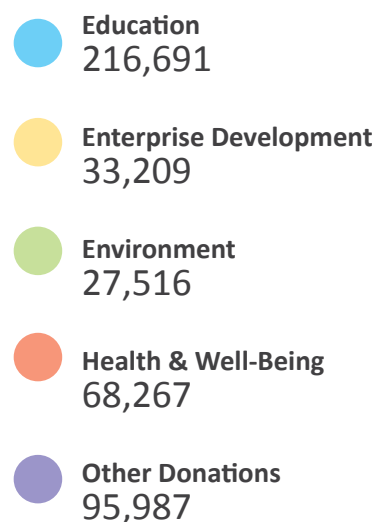 Education
216,691
Enterprise Development
33,209
Environment
27,516
Health & Well-Being
68,267
Other Donations
95,987